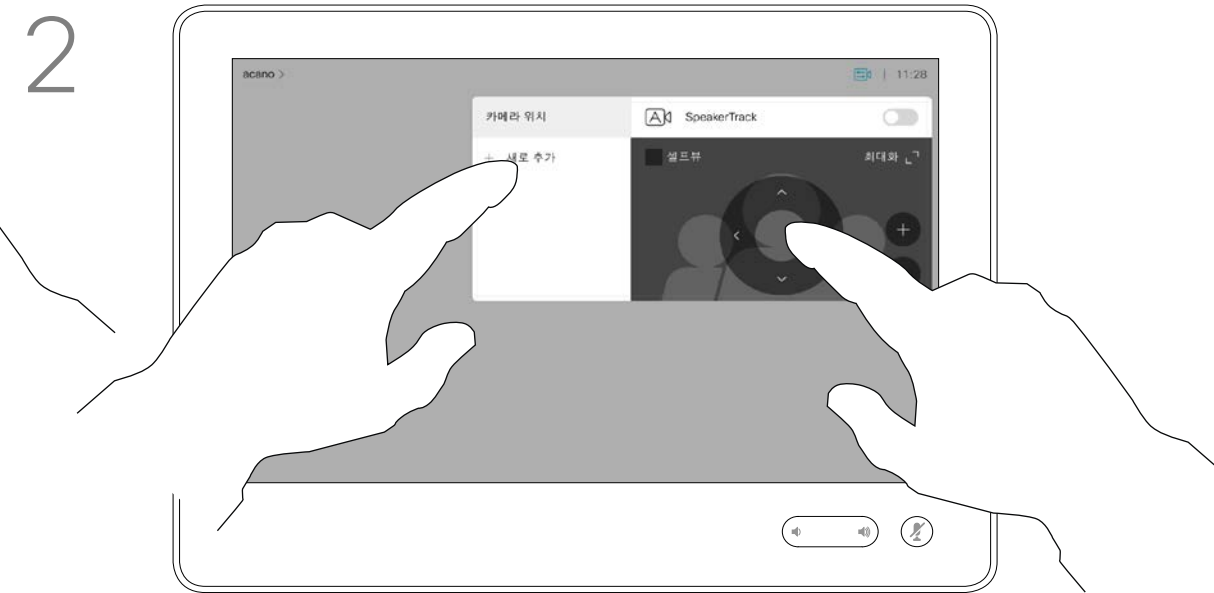 2
acano >
11:28
카메라 위치
SpeakerTrack
+ 새로 추가
셀프뷰
최대화